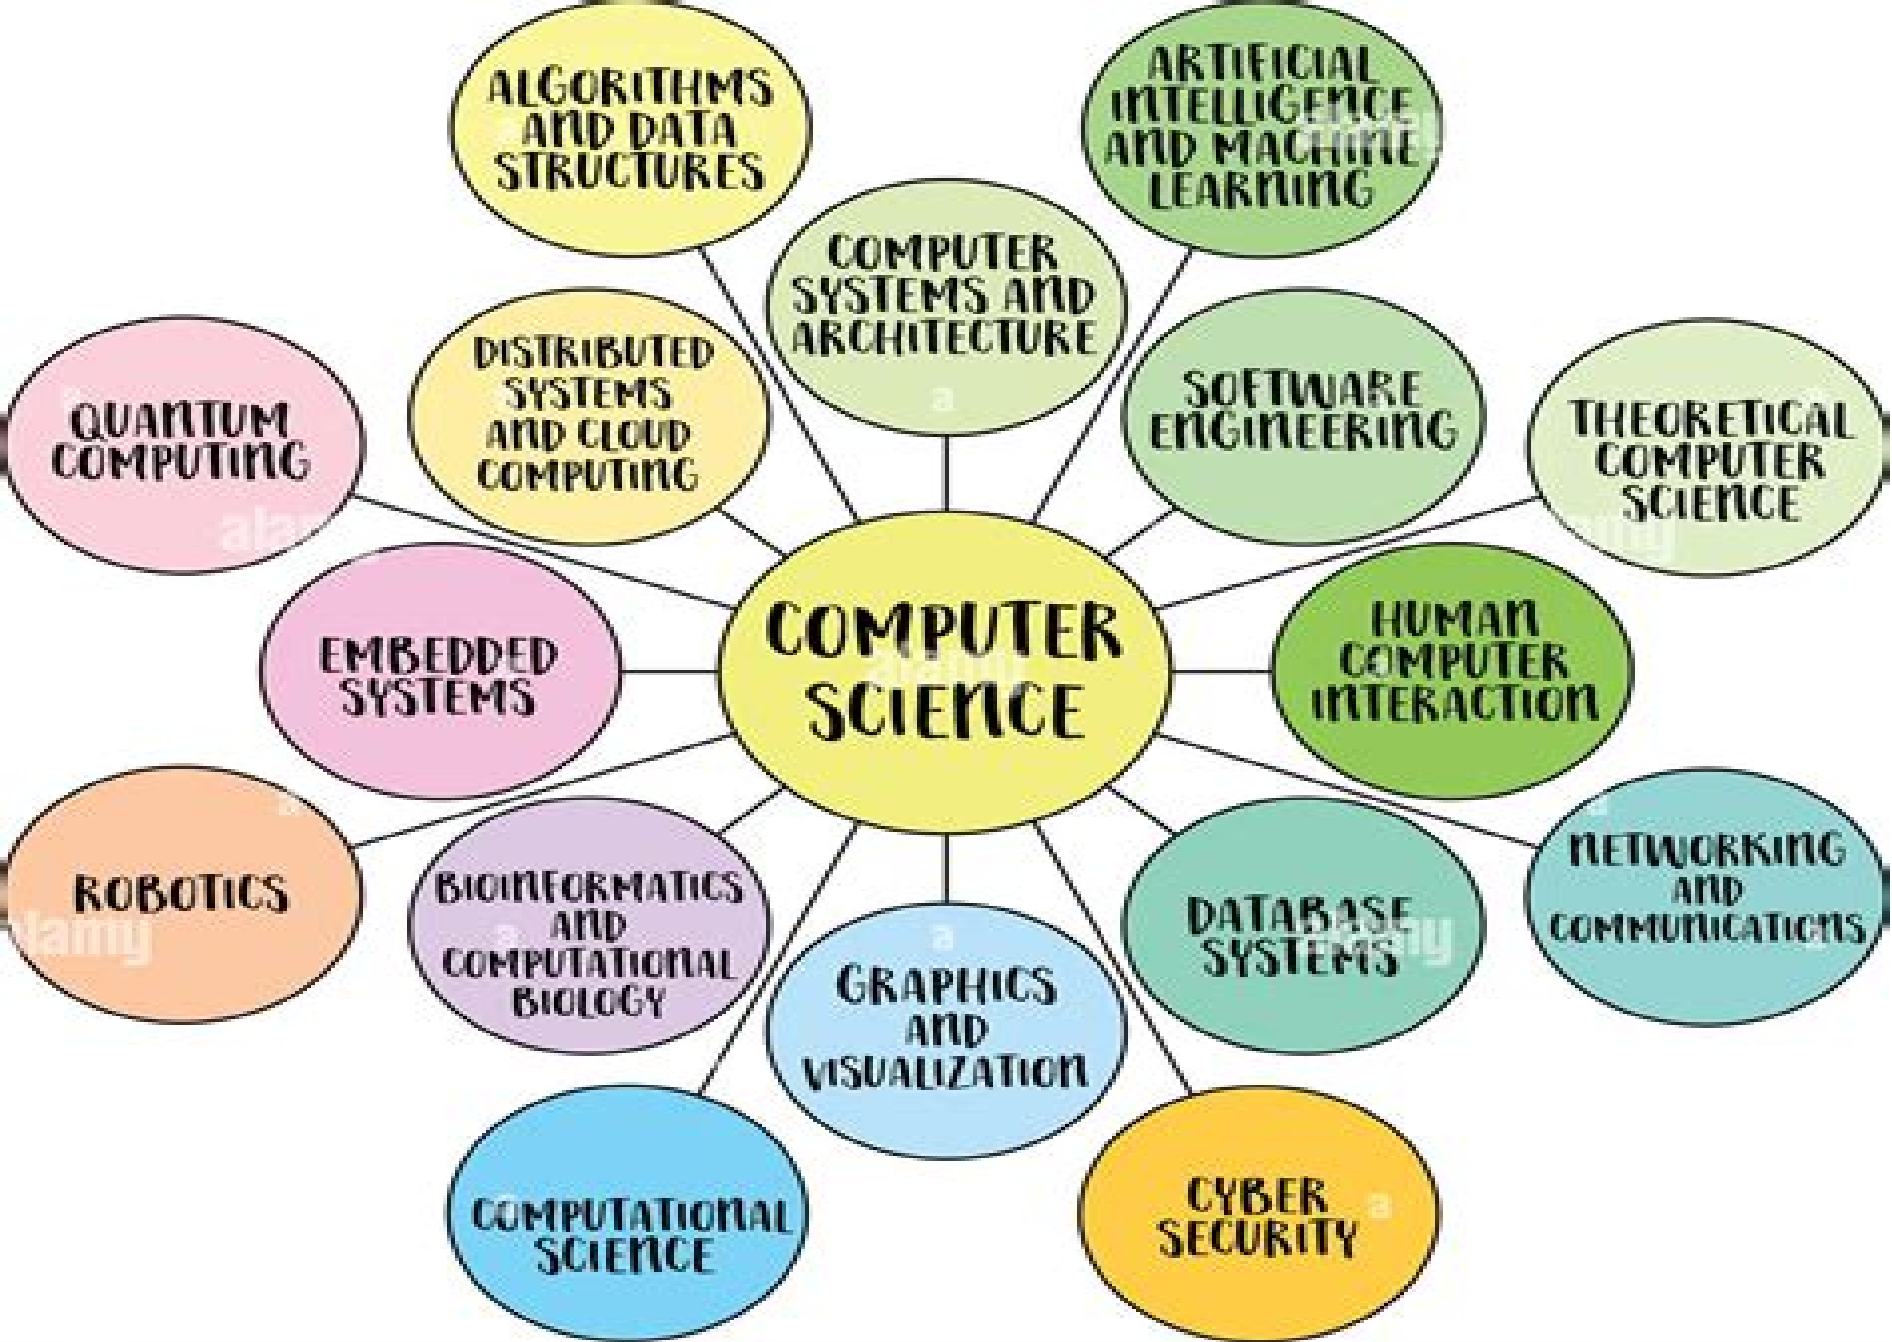 ALGORITHMS
AND DATA
STRUCTURES
ARTIFICIAL
INTELLIGENCE
AND MACHINE
LEARNING
COMPUTER
SYSTEMS AND
ARCHITECTURE
DISTRIBUTED
SYSTEMS
AND CLOUD
COMPUTING
SOFTWARE
ENGINEERING
QUANTUM
COMPUTING
THEORETICAL
COMPUTER
SCIENCE
EMBEDDED
SYSTEMS
COMPUTER
SCIENCE
HUMAN
COMPUTER
INTERACTION
ROBOTICS
BIOINFORMATICS
AND
COMPUTATIONAL
BIOLOGY
GRAPHICS
AND
VISUALIZATION
DATABASE
SYSTEMS
NETWORKING
AND
COMMUNICATIONS
COMPUTATIONAL
SCIENCE
CYBER
SECURITY
alamy